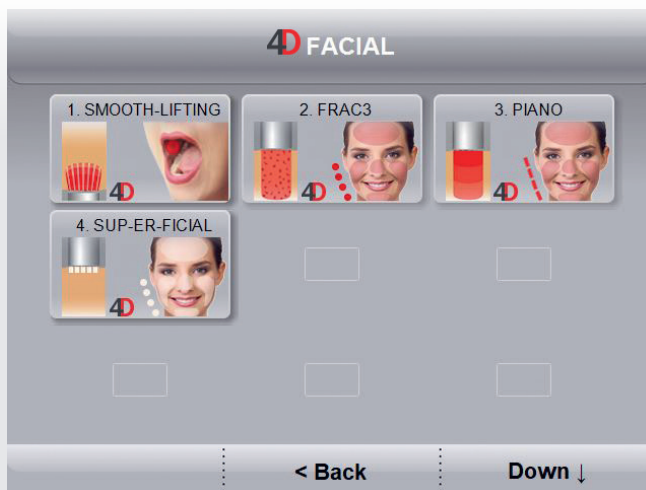 4D FACIAL
1. SMOOTH-LIFTING
4D
2. FRAC3
4D
3. PIANO
4D
4. SUP-ER-FICIAL
4D
< Back
Down ↓